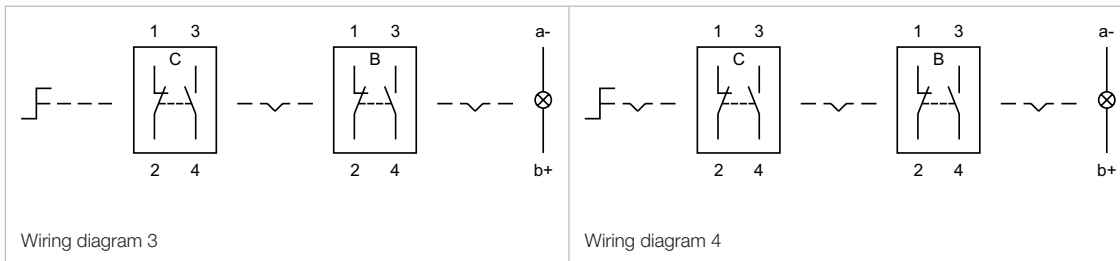 1 3 1 3 a-
C B
2 4 2 4 b+
Wiring diagram 3
1 3 1 3 a-
C B
2 4 2 4 b+
Wiring diagram 4